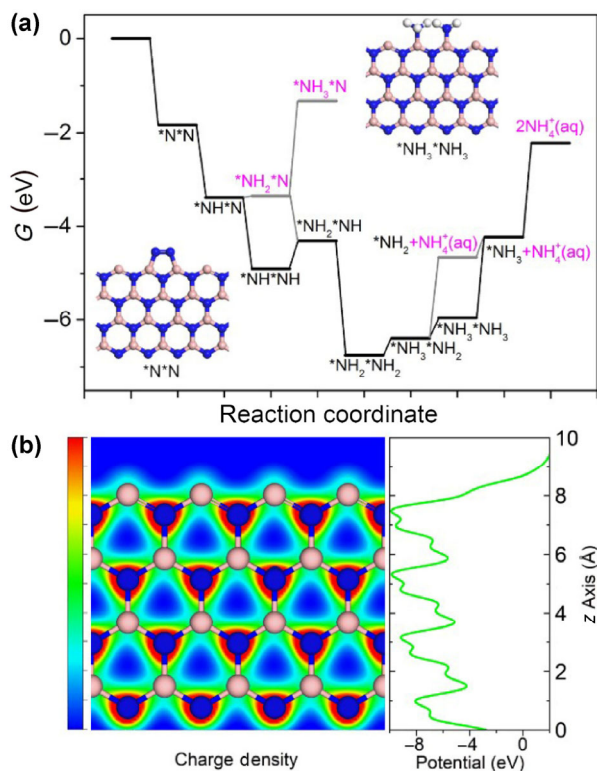 (a)
G (eV)
0
−2
−4
−6
*N*N
*NH*N
*NH₂*N
*NH₃*N
*NH*NH
*NH₂*NH
*NH₂*NH₂
*NH₃*NH₂
*NH₃*NH₃
*NH₂ +NH₄⁺(aq)
*NH₃ +NH₄⁺(aq)
2NH₄⁺(aq)
*NH₃*NH₃
*N*N
Reaction coordinate
(b)
Charge density
10
8
6
4
2
0
z Axis (Å)
−8 −4 0
Potential (eV)